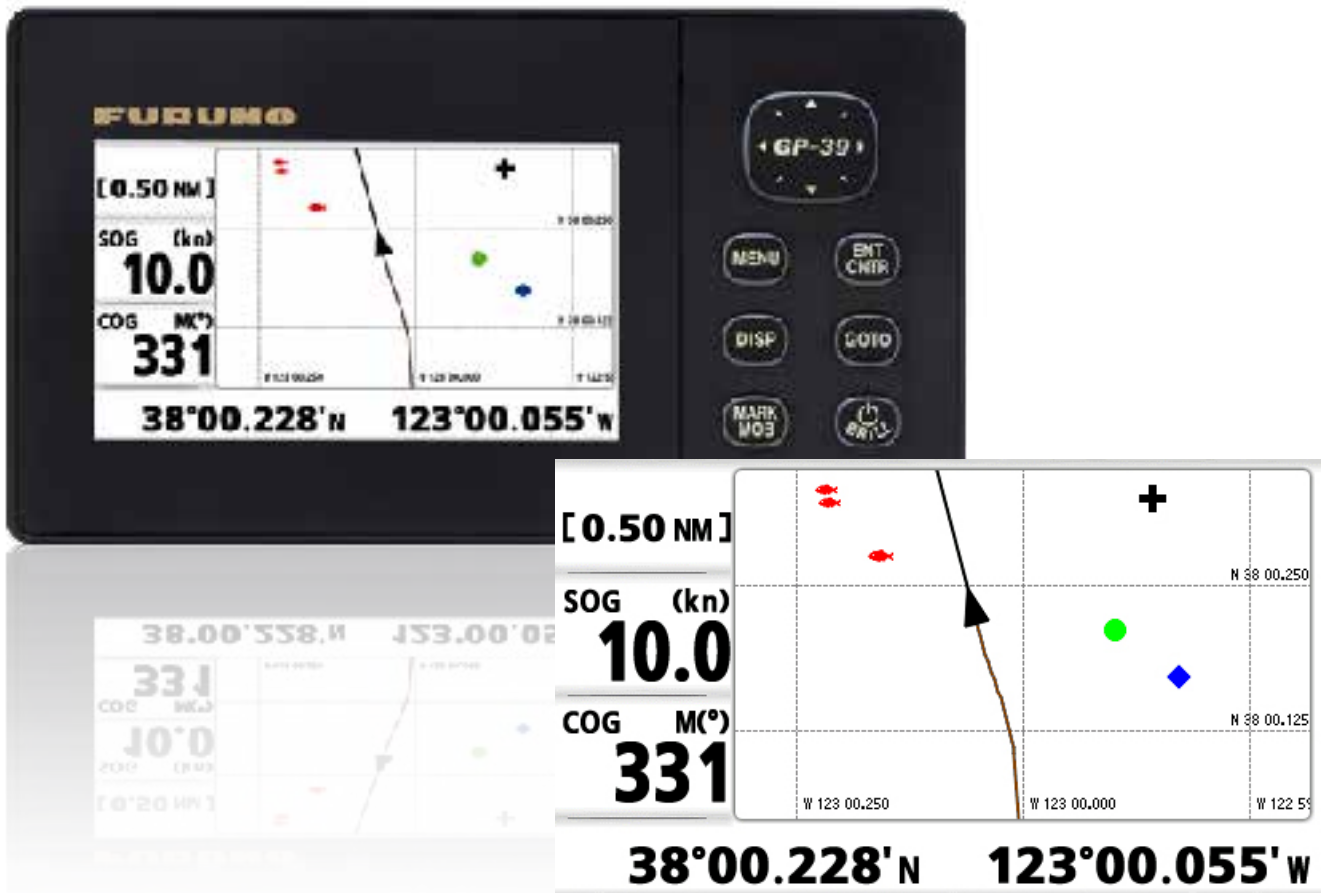 FURUNO
GP-39
[0.50 NM]
SOG (kn)
10.0
COG M(°)
331
38°00.228'N 123°00.055'W
MENU
ENT
CNTR
DISP
GOTO
MARK
MOB
BRILL
[0.50 NM]
SOG (kn)
10.0
COG M(°)
331
N 38 00.250
N 38 00.125
W 123 00.250
W 123 00.000
W 122 5
38°00.228'N 123°00.055'W